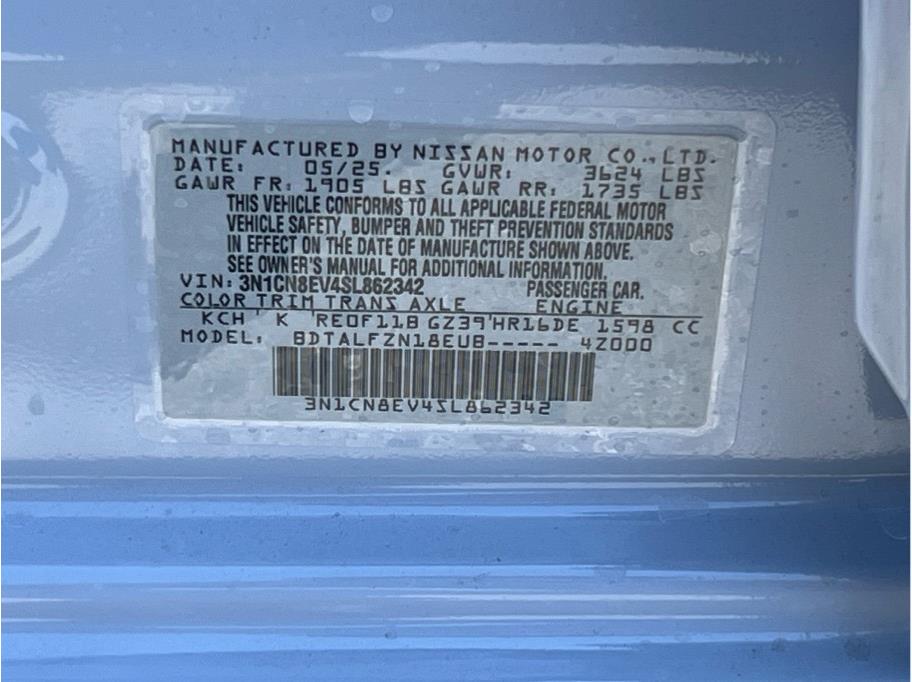 MANUFACTURED BY NISSAN MOTOR CO., LTD.
DATE: 05/25. GVWR: 3624 LBS
GAWR FR: 1905 LBS GAWR RR: 1735 LBS
THIS VEHICLE CONFORMS TO ALL APPLICABLE FEDERAL MOTOR
VEHICLE SAFETY, BUMPER AND THEFT PREVENTION STANDARDS
IN EFFECT ON THE DATE OF MANUFACTURE SHOWN ABOVE.
SEE OWNER'S MANUAL FOR ADDITIONAL INFORMATION.
VIN: 3N1CN8EV4SL862342 PASSENGER CAR.
COLOR TRIM TRANS AXLE ENGINE
KCH K RE0F11B GZ39 HR16DE 1598 CC
MODEL: BDTALFZN18EUB----- 4Z000
3N1CN8EV4SL862342